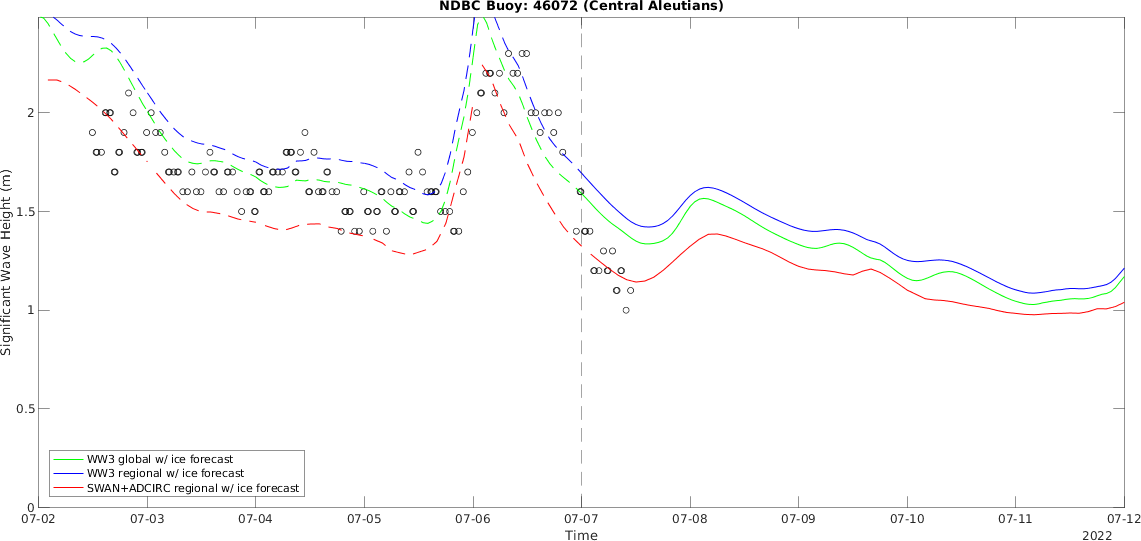 NDBC Buoy: 46072 (Central Aleutians)
Significant Wave Height (m)
2
1.5
1
0.5
0
WW3 global w/ ice forecast
WW3 regional w/ ice forecast
SWAN+ADCIRC regional w/ ice forecast
07-02 07-03 07-04 07-05 07-06 07-07 07-08 07-09 07-10 07-11 07-12
Time
2022